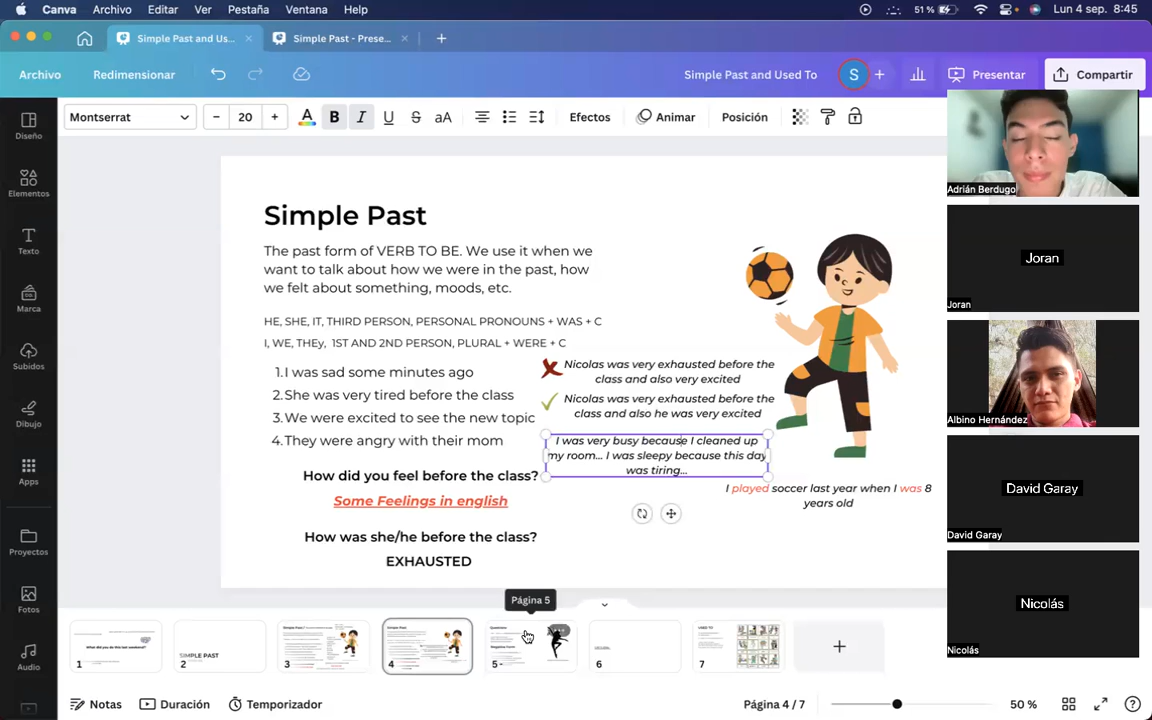 Canva Archivo Editar Ver Ayuda Pestaña Ventana Help 51 % Lun 4 sep. 8:45
Simple Past and Us... × Simple Past - Prese... × +
Archivo Redimensionar Simple Past and Used To S + Presentar Compartir
Montserrat – 20 + A B I U S aA Efectos Animar Posición
Diseño
Elementos
Texto
Marca
Subidos
Dibujo
Apps
Proyectos
Fotos
Audio
Simple Past
The past form of VERB TO BE. We use it when we
want to talk about how we were in the past, how
we felt about something, moods, etc.
HE, SHE, IT, THIRD PERSON, PERSONAL PRONOUNS + WAS + C
I, WE, THEy, 1ST AND 2ND PERSON, PLURAL + WERE + C
1.I was sad some minutes ago
2.She was very tired before the class
3.We were excited to see the new topic
4.They were angry with their mom
How did you feel before the class?
Some Feelings in english
How was she/he before the class?
EXHAUSTED
Nicolas was very exhausted before the
class and also very excited
Nicolas was very exhausted before the
class and also he was very excited
I was very busy because I cleaned up
my room... I was sleepy because this day
was tiring...
I played soccer last year when I was 8
years old
Adrián Berdugo
Joran
Joran
Albino Hernández
David Garay
David Garay
Nicolás
Nicolás
Página 5
1
2 SIMPLE PAST
3
4
5 -
6
7
+
Notas Duración Temporizador Página 4 / 7 50 %